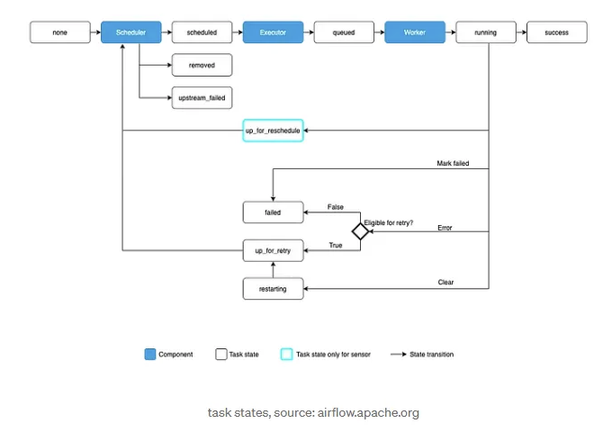 none
Scheduler
scheduled
Executor
queued
Worker
running
success
removed
upstream_failed
up_for_reschedule
Mark failed
failed
False
Eligible for retry?
Error
up_for_retry
True
restarting
Clear
Component
Task state
Task state only for sensor
State transition
task states, source: airflow.apache.org